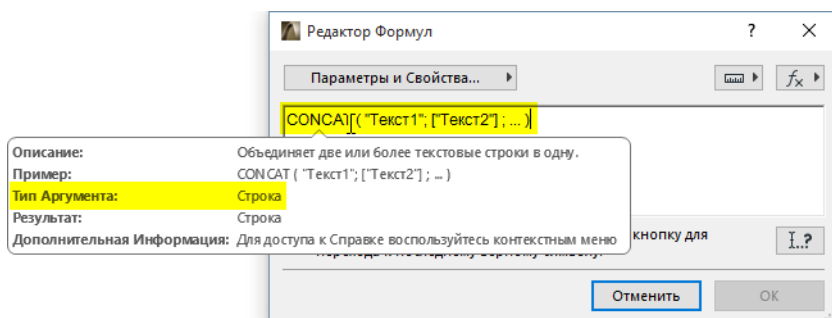 Редактор Формул
?
Параметры и Свойства...
fx
CONCAT ( "Текст1"; ["Текст2"] ; ... )
Описание: Объединяет две или более текстовые строки в одну.
Пример: CONCAT ( "Текст1"; ["Текст2"] ; ... )
Тип Аргумента: Строка
Результат: Строка
Дополнительная Информация: Для доступа к Справке воспользуйтесь контекстным меню
кнопку для
I..?
Отменить
OK